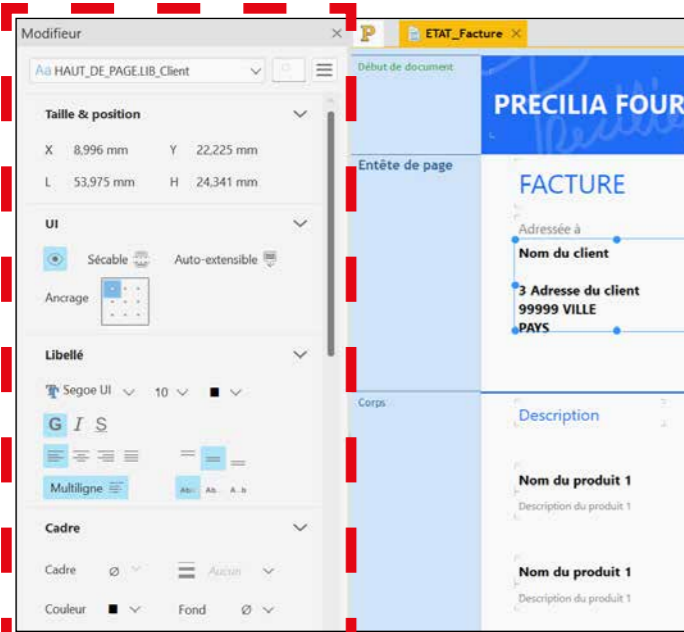 Modifieur
Aa HAUT_DE_PAGE.LIB_Client
Taille & position
X 8,996 mm Y 22,225 mm
L 53,975 mm H 24,341 mm
UI
Sécable Auto-extensible
Ancrage
Libellé
Segoe UI 10
G I S
Multiligne Ab.. A..b
Cadre
Cadre Aucun
Couleur Fond
P ETAT_Facture
Début de document
PRECILIA FOUR
Entête de page
FACTURE
Adressée à
Nom du client
3 Adresse du client
99999 VILLE
PAYS
Corps
Description
Nom du produit 1
Description du produit 1
Nom du produit 1
Description du produit 1